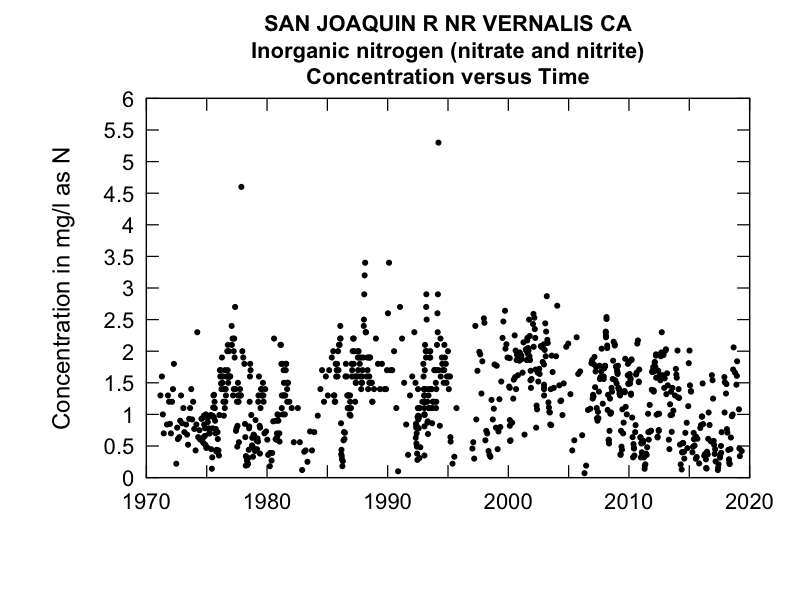 SAN JOAQUIN R NR VERNALIS CA
Inorganic nitrogen (nitrate and nitrite)
Concentration versus Time
Concentration in mg/l as N
6
5.5
5
4.5
4
3.5
3
2.5
2
1.5
1
0.5
0
1970 1980 1990 2000 2010 2020